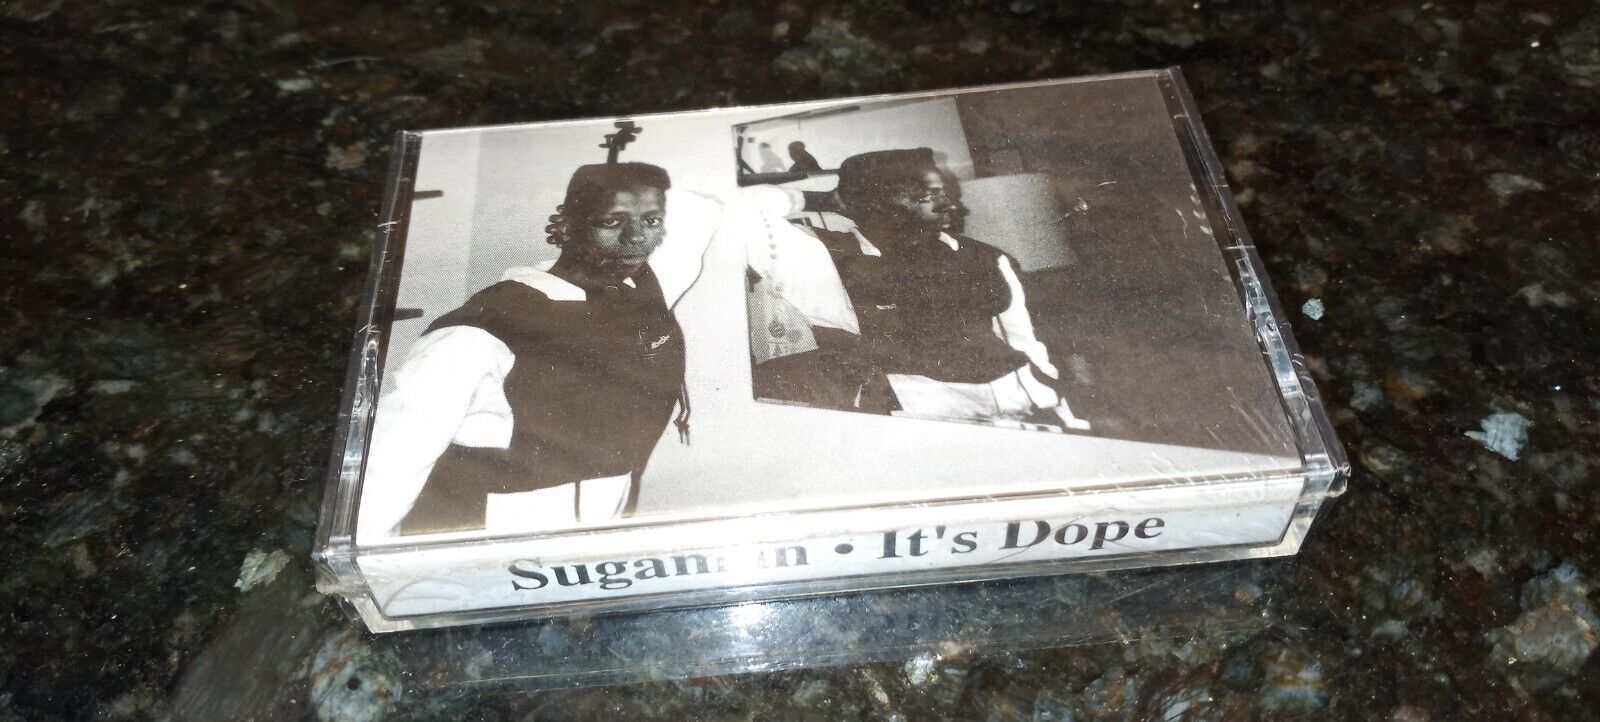 Sugaman • It's Dope